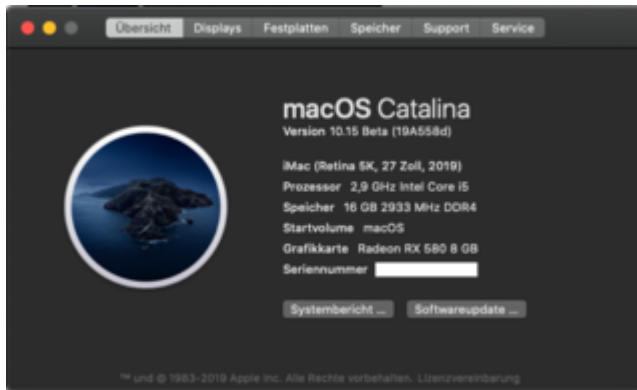 Übersicht Displays Festplatten Speicher Support Service
macOS Catalina
Version 10.15 Beta (19A558d)
iMac (Retina 5K, 27 Zoll, 2019)
Prozessor 2,9 GHz Intel Core i5
Speicher 16 GB 2933 MHz DDR4
Startvolume macOS
Grafikkarte Radeon RX 580 8 GB
Seriennummer
Systembericht ... Softwareupdate ...
™ und © 1983-2019 Apple Inc. Alle Rechte vorbehalten. Lizenzvereinbarung